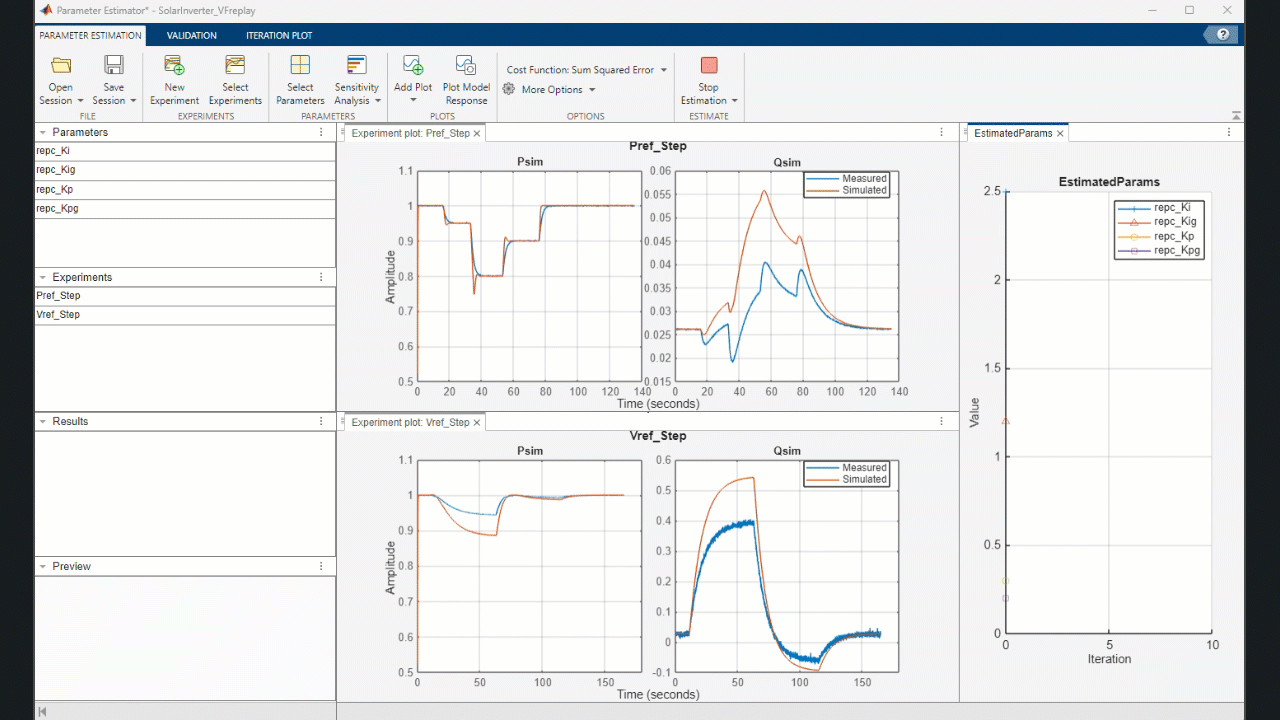 Parameter Estimator* - SolarInverter_VFreplay
PARAMETER ESTIMATION VALIDATION ITERATION PLOT
?
Open Session
Save Session
New Experiment
Select Experiments
Select Parameters
Sensitivity Analysis
Add Plot
Plot Model Response
Cost Function: Sum Squared Error
More Options
Stop Estimation
FILE EXPERIMENTS PARAMETERS PLOTS OPTIONS ESTIMATE
Parameters
repc_Ki
repc_Kig
repc_Kp
repc_Kpg
Experiments
Pref_Step
Vref_Step
Results
Preview
Experiment plot: Pref_Step
Pref_Step
Psim
Amplitude
1.1
1
0.9
0.8
0.7
0.6
0.5
0 20 40 60 80 100 120 140
Qsim
Measured
Simulated
0.06
0.055
0.05
0.045
0.04
0.035
0.03
0.025
0.02
0.015
0 20 40 60 80 100 120 140
Time (seconds)
Experiment plot: Vref_Step
Vref_Step
Psim
Amplitude
1.1
1
0.9
0.8
0.7
0.6
0.5
0 50 100 150
Qsim
Measured
Simulated
0.6
0.5
0.4
0.3
0.2
0.1
0
-0.1
0 50 100 150
Time (seconds)
EstimatedParams
EstimatedParams
repc_Ki
repc_Kig
repc_Kp
repc_Kpg
Value
2.5
2
1.5
1
0.5
0
0 5 10
Iteration